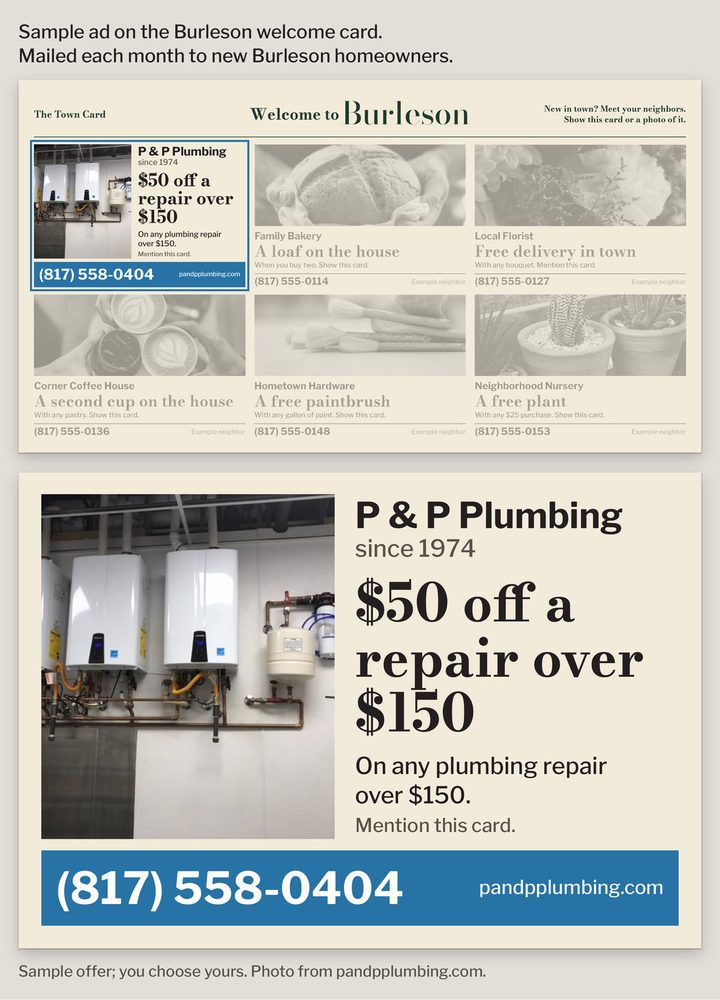 Sample ad on the Burleson welcome card.
Mailed each month to new Burleson homeowners.
The Town Card
Welcome to Burleson
New in town? Meet your neighbors.
Show this card or a photo of it.
P & P Plumbing
since 1974
$50 off a
repair over
$150
On any plumbing repair
over $150.
Mention this card.
(817) 558-0404
pandpplumbing.com
Family Bakery
A loaf on the house
When you buy two. Show this card.
(817) 555-0114
Example neighbor
Local Florist
Free delivery in town
With any bouquet. Mention this card.
(817) 555-0127
Example neighbor
Corner Coffee House
A second cup on the house
With any pastry. Show this card.
(817) 555-0136
Example neighbor
Hometown Hardware
A free paintbrush
With any gallon of paint. Show this card.
(817) 555-0148
Example neighbor
Neighborhood Nursery
A free plant
With any $25 purchase. Show this card.
(817) 555-0153
Example neighbor
P & P Plumbing
since 1974
$50 off a
repair over
$150
On any plumbing repair
over $150.
Mention this card.
(817) 558-0404
pandpplumbing.com
Sample offer; you choose yours. Photo from pandpplumbing.com.